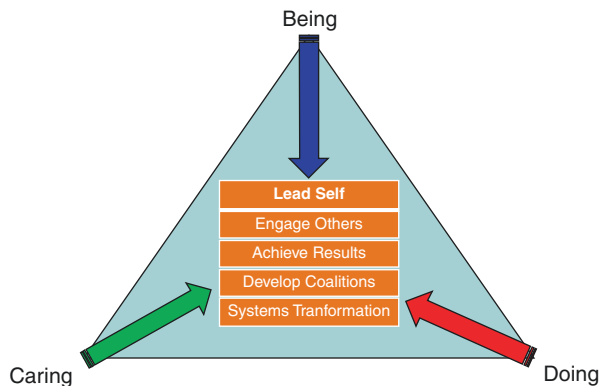 Being
Lead Self
Engage Others
Achieve Results
Develop Coalitions
Systems Tranformation
Caring
Doing